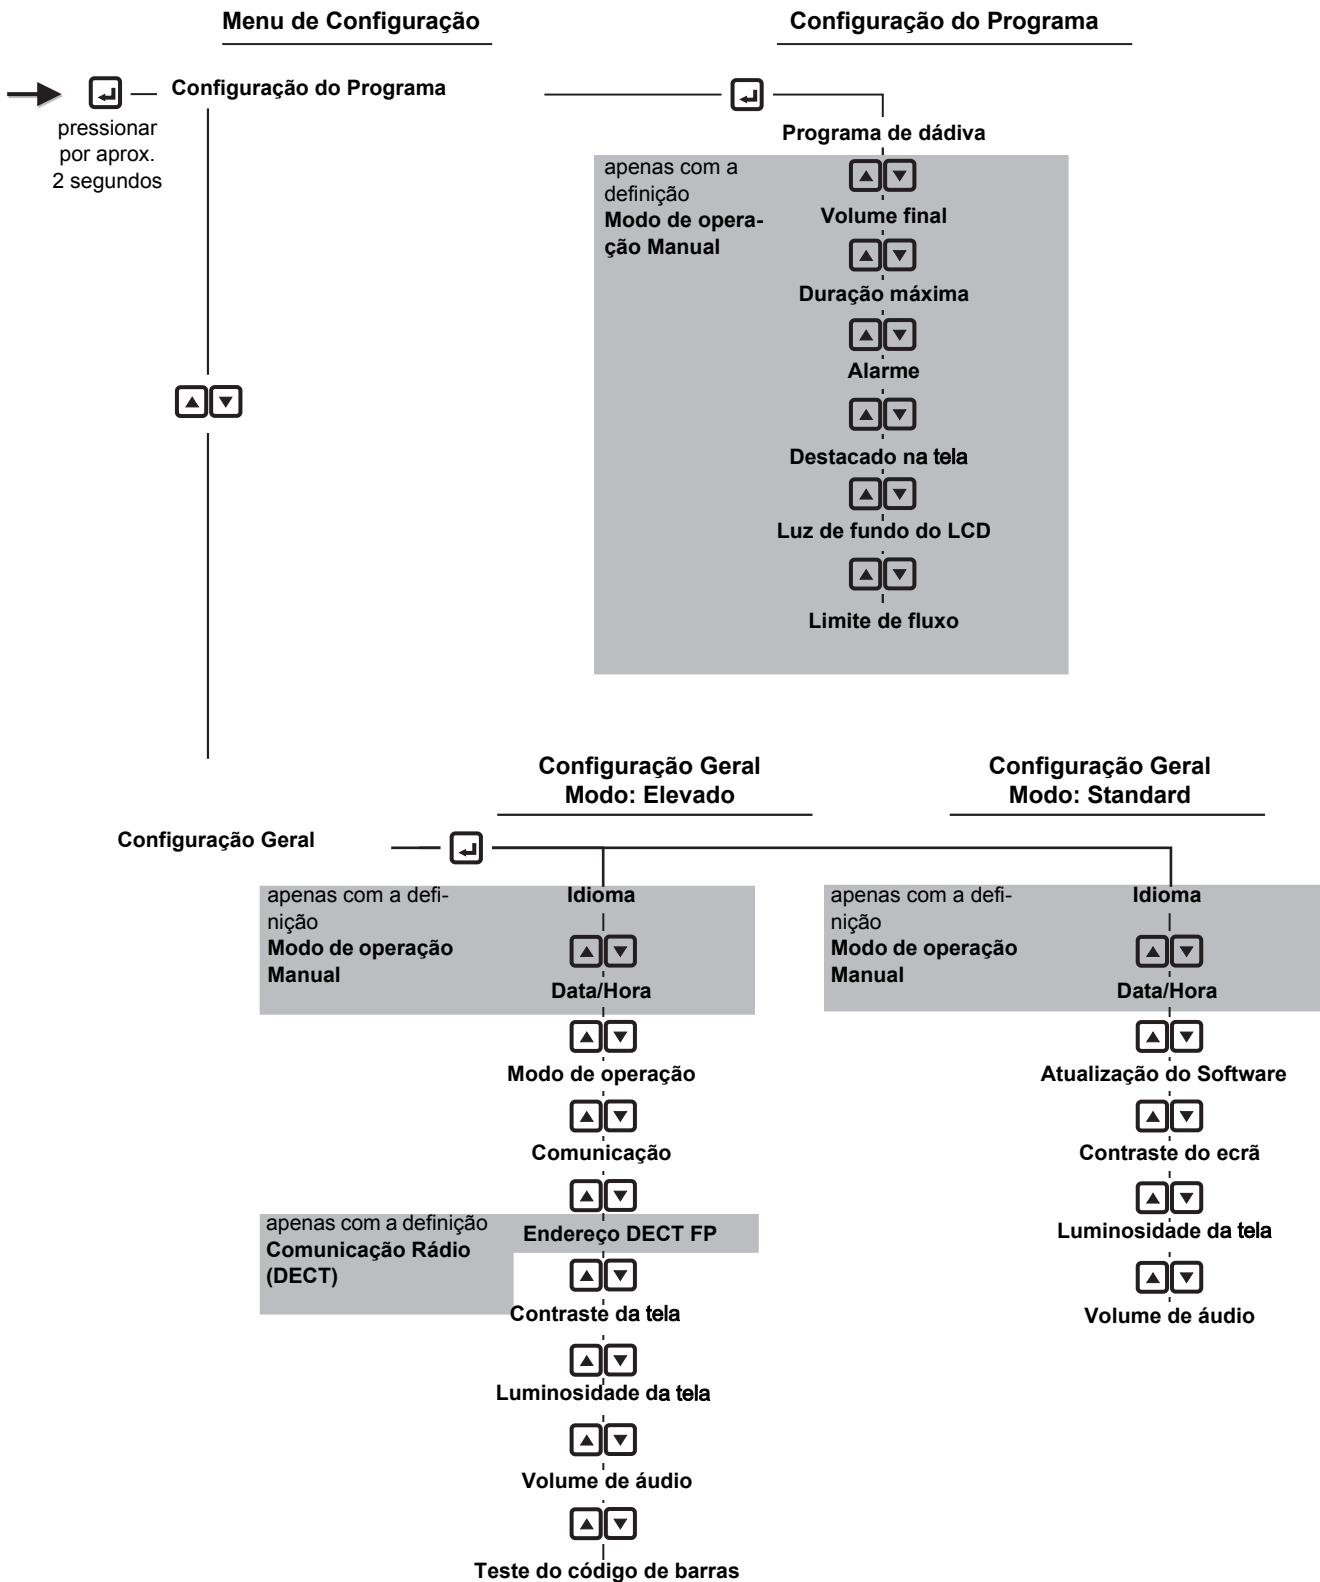 Menu de Configuração
Configuração do Programa
Configuração do Programa
pressionar
por aprox.
2 segundos
Programa de dádiva
apenas com a
definição
Modo de opera-
ção Manual
Volume final
Duração máxima
Alarme
Destacado na tela
Luz de fundo do LCD
Limite de fluxo
Configuração Geral
Modo: Elevado
Configuração Geral
Modo: Standard
Configuração Geral
apenas com a defi-
nição
Modo de operação
Manual
Idioma
Data/Hora
Modo de operação
Comunicação
apenas com a definição
Comunicação Rádio
(DECT)
Endereço DECT FP
Contraste da tela
Luminosidade da tela
Volume de áudio
Teste do código de barras
apenas com a defi-
nição
Modo de operação
Manual
Idioma
Data/Hora
Atualização do Software
Contraste do ecrã
Luminosidade da tela
Volume de áudio